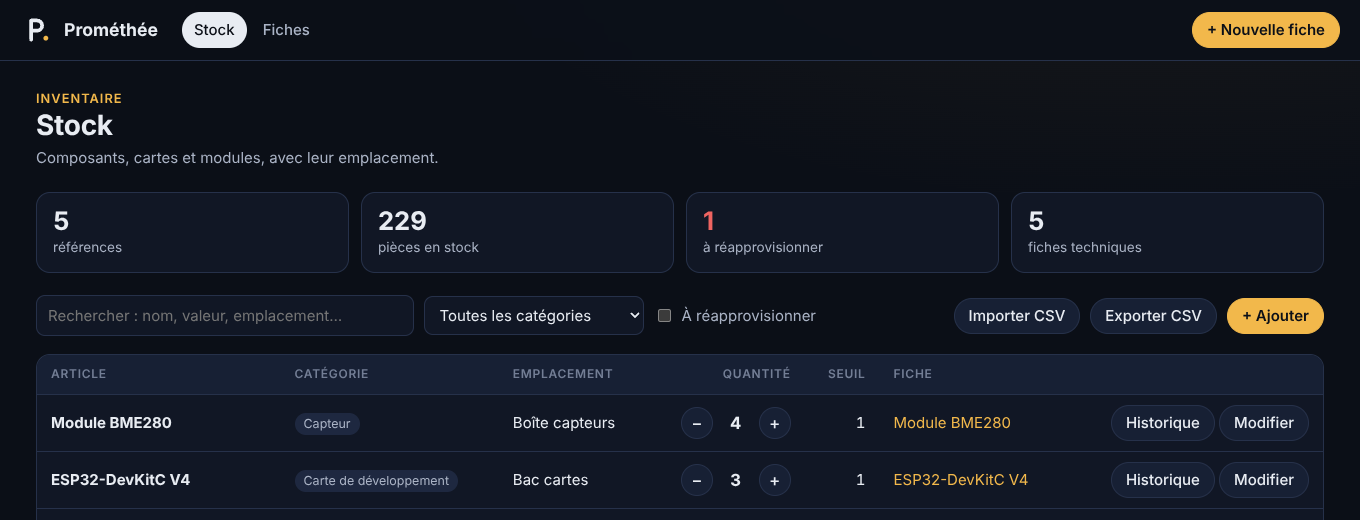 P. Prométhée Stock Fiches + Nouvelle fiche
INVENTAIRE
Stock
Composants, cartes et modules, avec leur emplacement.
5 229 1 5
références pièces en stock à réapprovisionner fiches techniques
Rechercher : nom, valeur, emplacement... Toutes les catégories À réapprovisionner Importer CSV Exporter CSV + Ajouter
ARTICLE CATÉGORIE EMPLACEMENT QUANTITÉ SEUIL FICHE
Module BME280 Capteur Boîte capteurs – 4 + 1 Module BME280 Historique Modifier
ESP32-DevKitC V4 Carte de développement Bac cartes – 3 + 1 ESP32-DevKitC V4 Historique Modifier